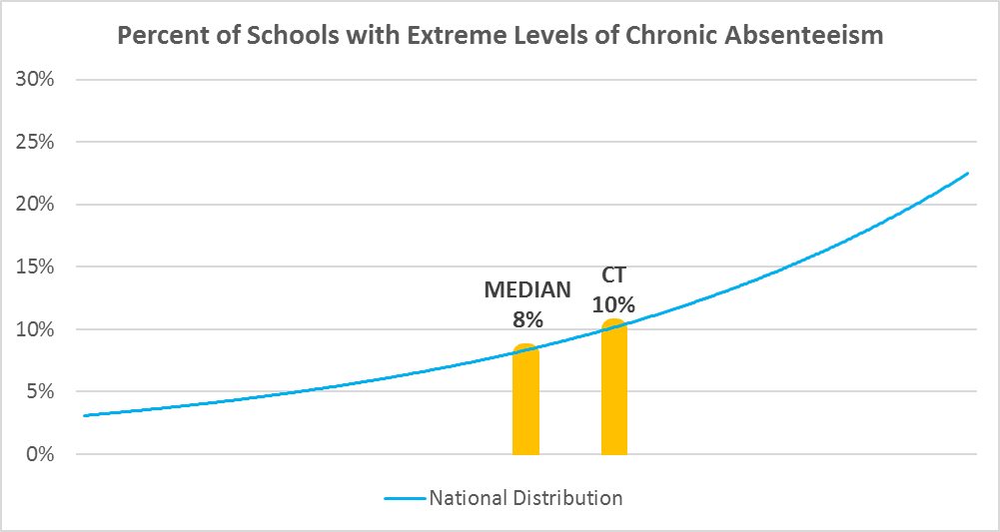 Percent of Schools with Extreme Levels of Chronic Absenteeism
30%
25%
20%
15%
10%
5%
0%
MEDIAN
8%
CT
10%
National Distribution